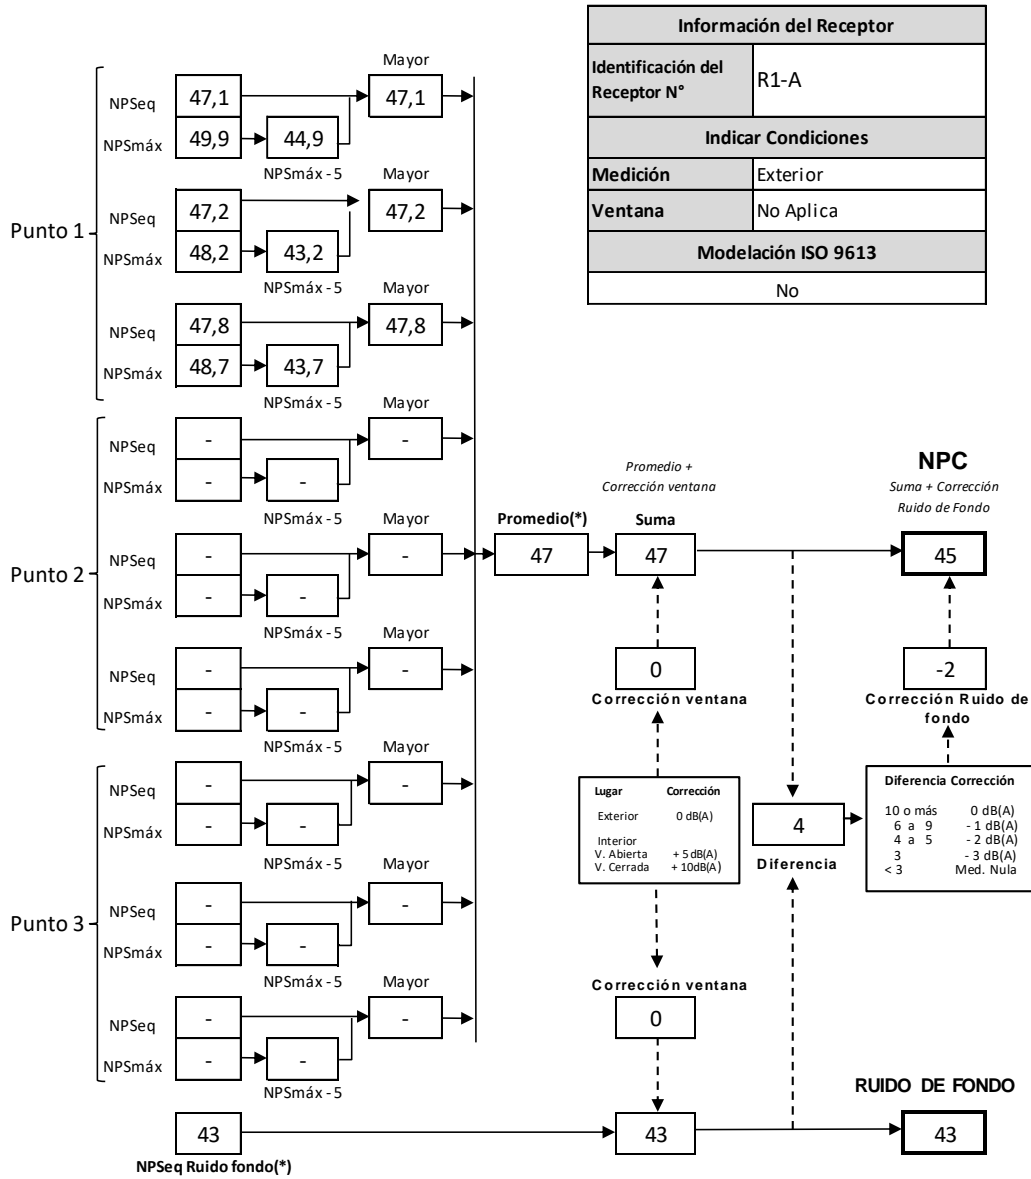 Información del Receptor
Identificación del Receptor N° R1-A
Indicar Condiciones
Medición Exterior
Ventana No Aplica
Modelación ISO 9613
No
Punto 1
Mayor
NPSeq 47,1 47,1
NPSmáx 49,9 44,9
NPSmáx - 5
Mayor
NPSeq 47,2 47,2
NPSmáx 48,2 43,2
NPSmáx - 5
Mayor
NPSeq 47,8 47,8
NPSmáx 48,7 43,7
NPSmáx - 5
Punto 2
Mayor
NPSeq - -
NPSmáx - -
NPSmáx - 5
Mayor
NPSeq - -
NPSmáx - -
NPSmáx - 5
Mayor
NPSeq - -
NPSmáx - -
NPSmáx - 5
Punto 3
Mayor
NPSeq - -
NPSmáx - -
NPSmáx - 5
Mayor
NPSeq - -
NPSmáx - -
NPSmáx - 5
Mayor
NPSeq - -
NPSmáx - -
NPSmáx - 5
Promedio(*)
47
Promedio +
Corrección ventana
Suma
47
NPC
Suma + Corrección
Ruido de Fondo
45
0
Corrección ventana
-2
Corrección Ruido de
fondo
Lugar Corrección
Exterior 0 dB(A)
Interior
V. Abierta + 5 dB(A)
V. Cerrada + 10dB(A)
4
Diferencia
Diferencia Corrección
10 o más 0 dB(A)
6 a 9 - 1 dB(A)
4 a 5 - 2 dB(A)
3 - 3 dB(A)
< 3 Med. Nula
Corrección ventana
0
RUIDO DE FONDO
43 43 43
NPSeq Ruido fondo(*)